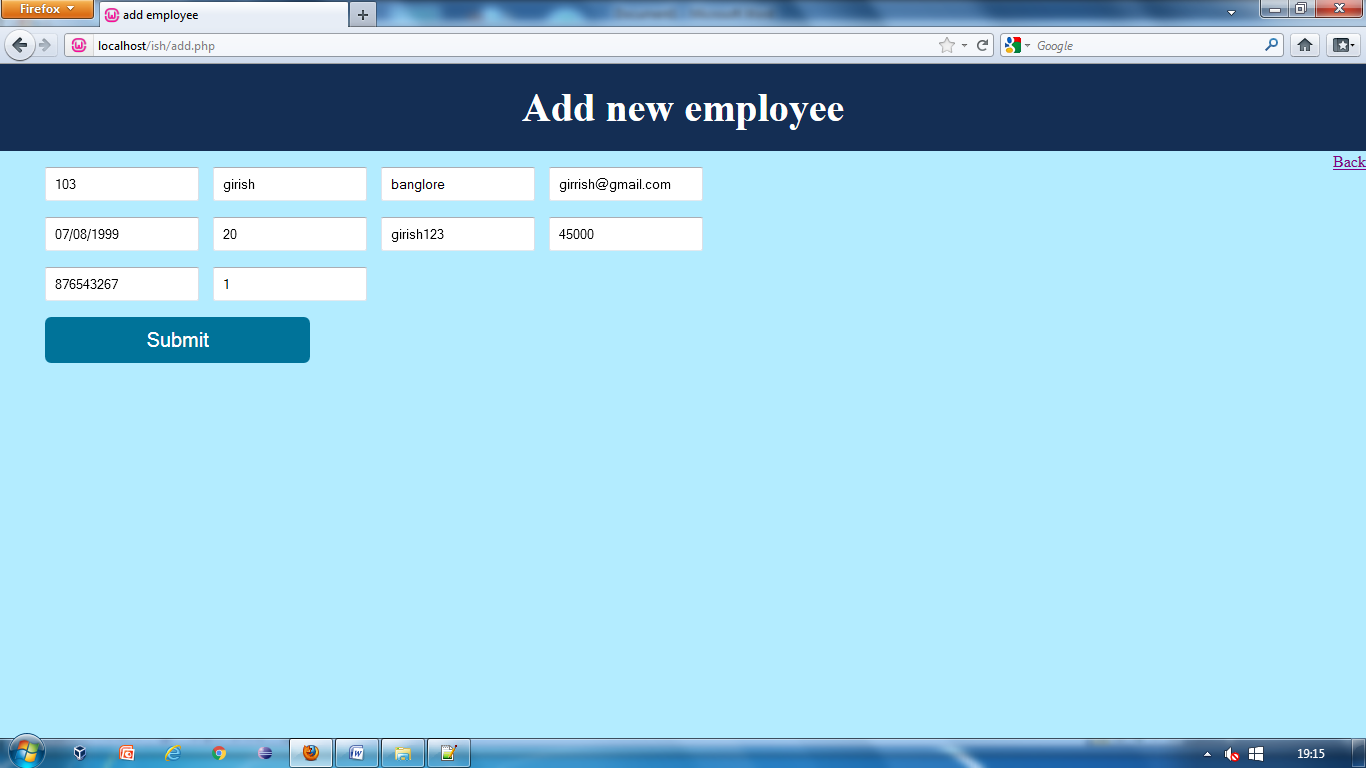 Firefox
add employee
localhost/ish/add.php
Google
Add new employee
Back
103 girish banglore girrish@gmail.com
07/08/1999 20 girish123 45000
876543267 1
Submit
19:15